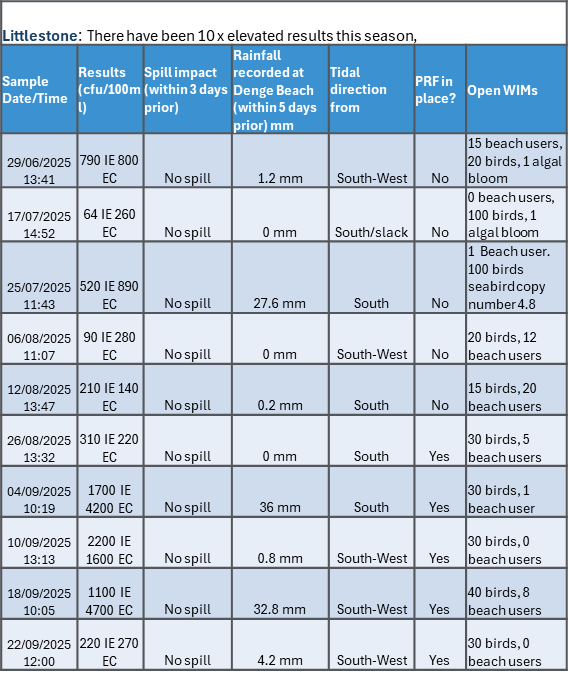 Littlestone: There have been 10 x elevated results this season,
Sample
Date/Time
Results
(cfu/100m
l)
Spill impact
(within 3 days
prior)
Rainfall
recorded at
Denge Beach
(within 5 days
prior) mm
Tidal
direction
from
PRF in
place?
Open WIMs
29/06/2025
13:41
790 IE 800
EC
No spill
1.2 mm
South-West
No
15 beach users,
20 birds, 1 algal
bloom
17/07/2025
14:52
64 IE 260
EC
No spill
0 mm
South/slack
No
0 beach users,
100 birds, 1
algal bloom
25/07/2025
11:43
520 IE 890
EC
No spill
27.6 mm
South
No
1 Beach user.
100 birds
seabird copy
number 4.8
06/08/2025
11:07
90 IE 280
EC
No spill
0 mm
South-West
No
20 birds, 12
beach users
12/08/2025
13:47
210 IE 140
EC
No spill
0.2 mm
South
No
15 birds, 20
beach users
26/08/2025
13:32
310 IE 220
EC
No spill
0 mm
South
Yes
30 birds, 5
beach users
04/09/2025
10:19
1700 IE
4200 EC
No spill
36 mm
South
Yes
30 birds, 1
beach user
10/09/2025
13:13
2200 IE
1600 EC
No spill
0.8 mm
South-West
Yes
30 birds, 0
beach users
18/09/2025
10:05
1100 IE
4700 EC
No spill
32.8 mm
South-West
Yes
40 birds, 8
beach users
22/09/2025
12:00
220 IE 270
EC
No spill
4.2 mm
South-West
Yes
30 birds, 0
beach users